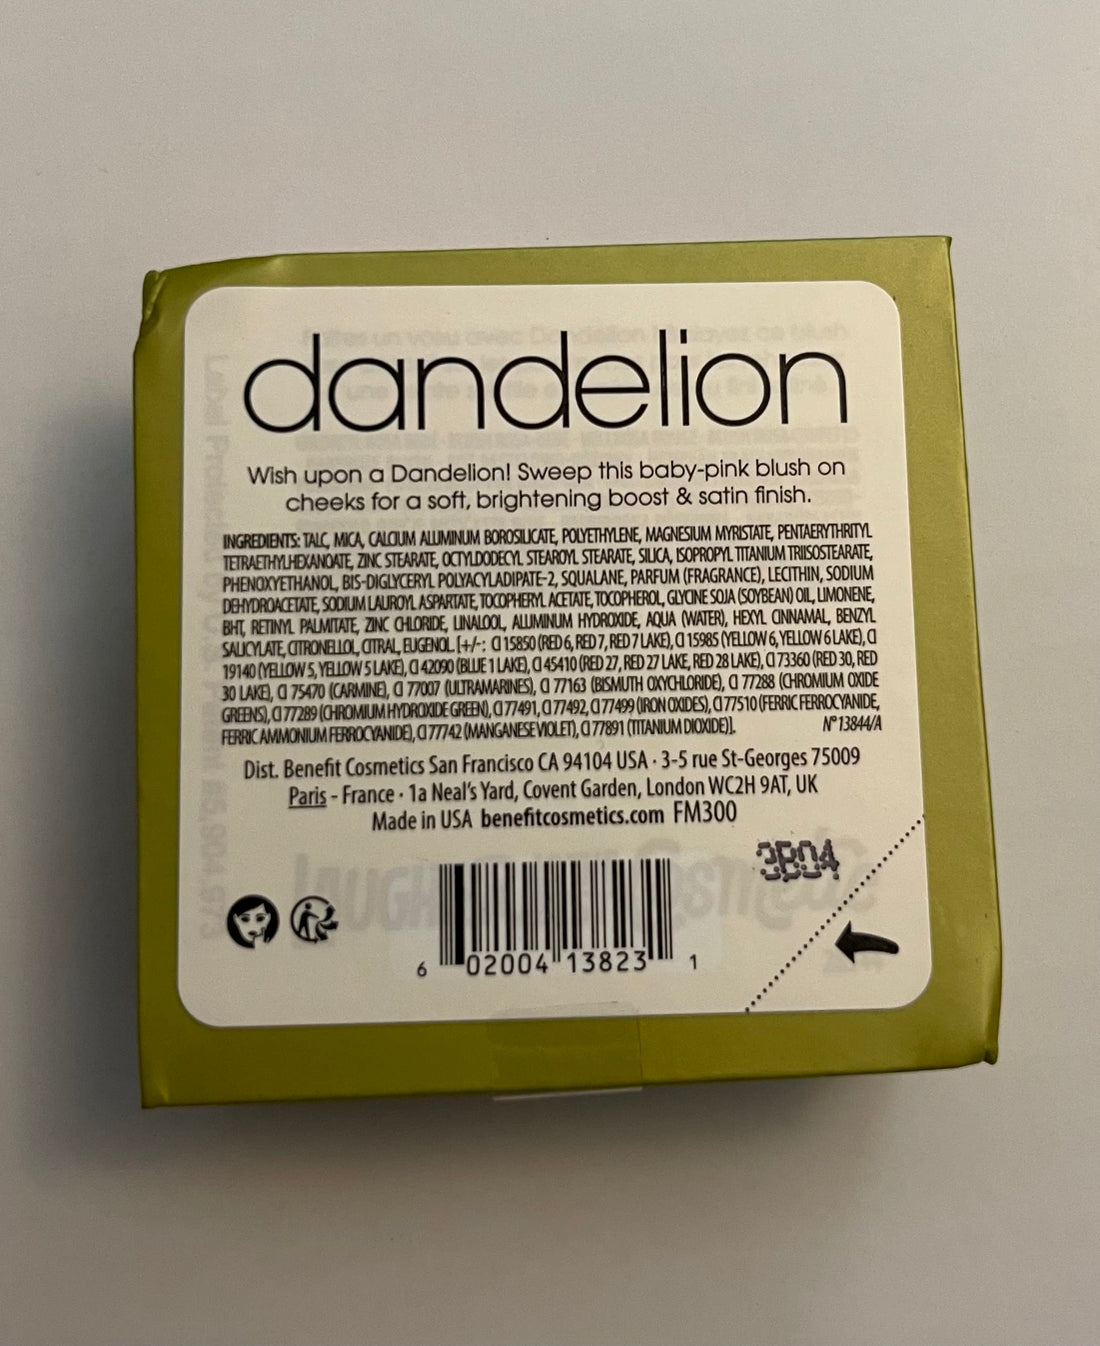 dandelion
Wish upon a Dandelion! Sweep this baby-pink blush on
cheeks for a soft, brightening boost & satin finish.
INGREDIENTS: TALC, MICA, CALCIUM ALUMINUM BOROSILICATE, POLYETHYLENE, MAGNESIUM MYRISTATE, PENTAERYTHRITYL
TETRAETHYLHEXANOATE, ZINC STEARATE, OCTYLDODECYL STEAROYL STEARATE, SILICA, ISOPROPYL TITANIUM TRIISOSTEARATE,
PHENOXYETHANOL, BIS-DIGLYCERYL POLYACYLADIPATE-2, SQUALANE, PARFUM (FRAGRANCE), LECITHIN, SODIUM
DEHYDROACETATE, SODIUM LAUROYL ASPARTATE, TOCOPHERYL ACETATE, TOCOPHEROL, GLYCINE SOJA (SOYBEAN) OIL, LIMONENE,
BHT, RETINYL PALMITATE, ZINC CHLORIDE, LINALOOL, ALUMINUM HYDROXIDE, AQUA (WATER), HEXYL CINNAMAL, BENZYL
SALICYLATE, CITRONELLOL, CITRAL, EUGENOL. [+/-: CI 15850 (RED 6, RED 7, RED 7 LAKE), CI 15985 (YELLOW 6, YELLOW 6 LAKE), CI
19140 (YELLOW 5, YELLOW 5 LAKE), CI 42090 (BLUE 1 LAKE), CI 45410 (RED 27, RED 27 LAKE, RED 28 LAKE), CI 73360 (RED 30, RED
30 LAKE), CI 75470 (CARMINE), CI 77007 (ULTRAMARINES), CI 77163 (BISMUTH OXYCHLORIDE), CI 77288 (CHROMIUM OXIDE
GREENS), CI 77289 (CHROMIUM HYDROXIDE GREEN), CI 77491, CI 77492, CI 77499 (IRON OXIDES), CI 77510 (FERRIC FERROCYANIDE,
FERRIC AMMONIUM FERROCYANIDE), CI 77742 (MANGANESE VIOLET), CI 77891 (TITANIUM DIOXIDE)]. N° 13844/A
Dist. Benefit Cosmetics San Francisco CA 94104 USA · 3-5 rue St-Georges 75009
Paris - France · 1a Neal's Yard, Covent Garden, London WC2H 9AT, UK
Made in USA benefitcosmetics.com FM300
3B04
6 02004 13823 1